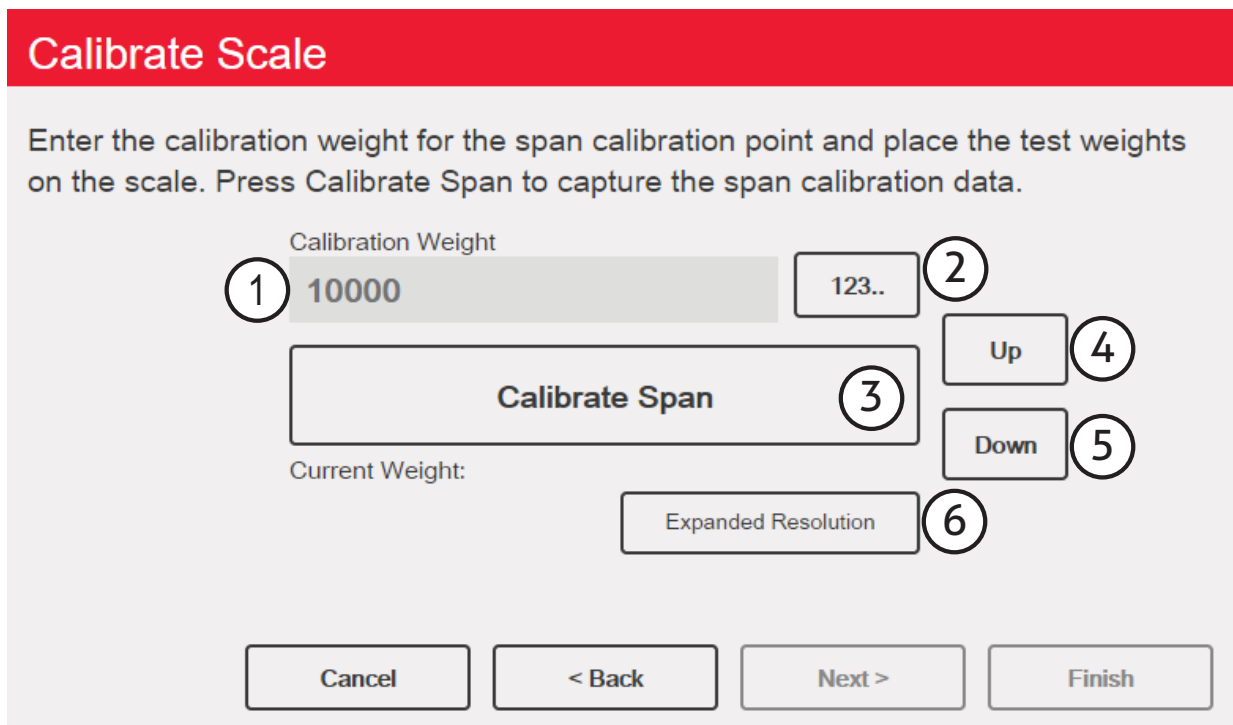 Calibrate Scale
Enter the calibration weight for the span calibration point and place the test weights
on the scale. Press Calibrate Span to capture the span calibration data.
Calibration Weight
1 10000 123.. 2
Up 4
Calibrate Span 3
Down 5
Current Weight:
Expanded Resolution 6
Cancel < Back Next > Finish